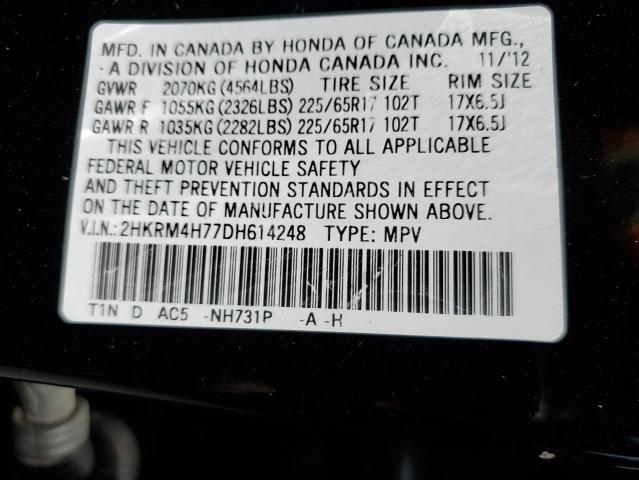 MFD. IN CANADA BY HONDA OF CANADA MFG.,
A DIVISION OF HONDA CANADA INC. 11/'12
GVWR 2070KG (4564LBS) TIRE SIZE RIM SIZE
GAWR F 1055KG (2326LBS) 225/65R17 102T 17X6.5J
GAWR R 1035KG (2282LBS) 225/65R17 102T 17X6.5J
THIS VEHICLE CONFORMS TO ALL APPLICABLE
FEDERAL MOTOR VEHICLE SAFETY
AND THEFT PREVENTION STANDARDS IN EFFECT
ON THE DATE OF MANUFACTURE SHOWN ABOVE.
V.I.N.: 2HKRM4H77DH614248 TYPE: MPV
T1N D AC5 -NH731P -A -H